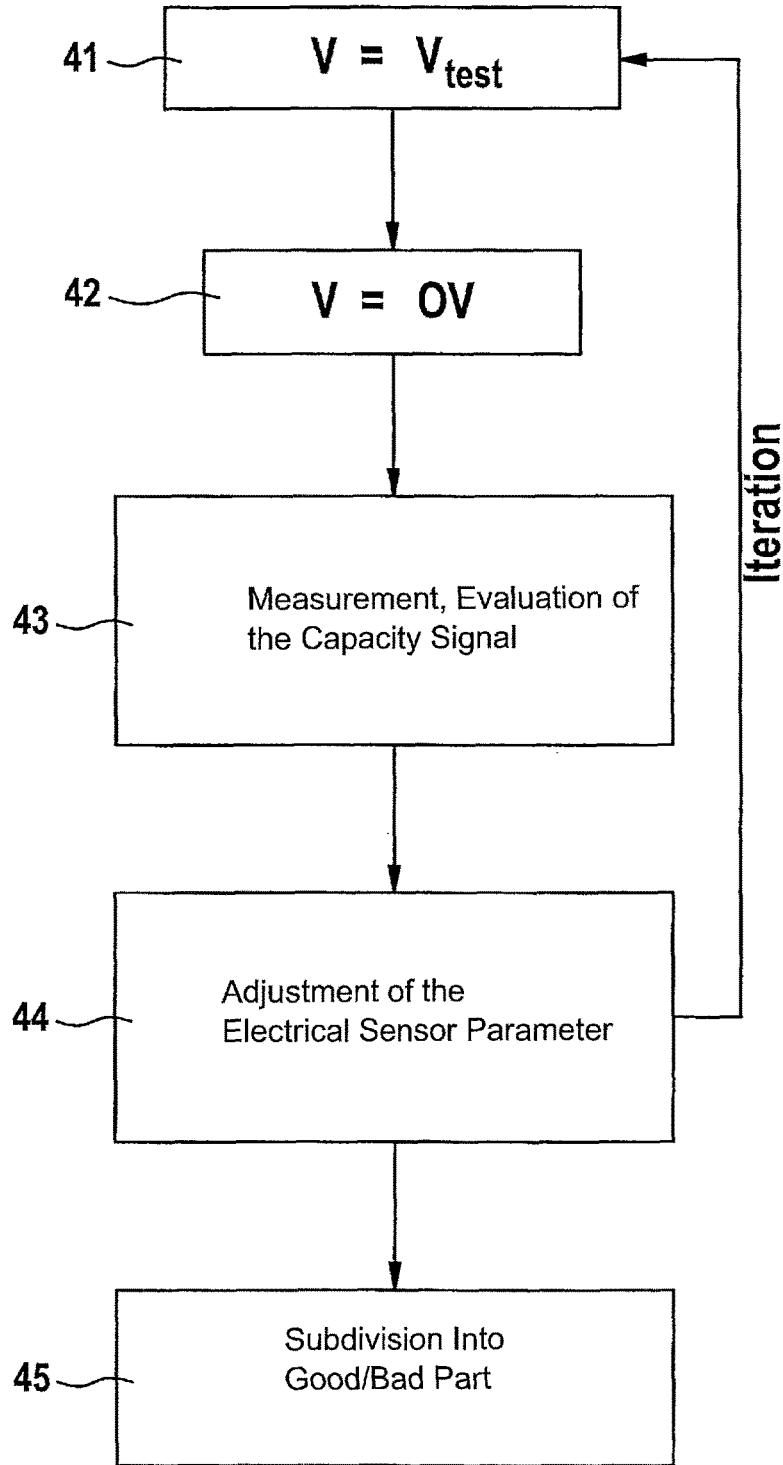 41
V = Vtest
42
V = OV
Iteration
43
Measurement, Evaluation of
the Capacity Signal
44
Adjustment of the
Electrical Sensor Parameter
45
Subdivision Into
Good/Bad Part